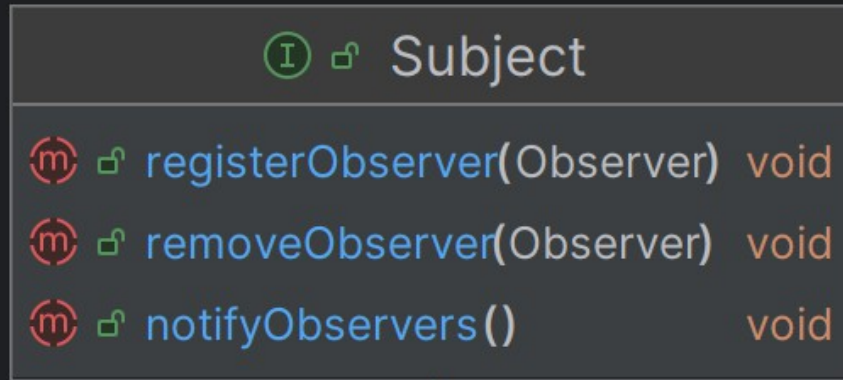 I Subject
m registerObserver(Observer) void
m removeObserver(Observer) void
m notifyObservers() void